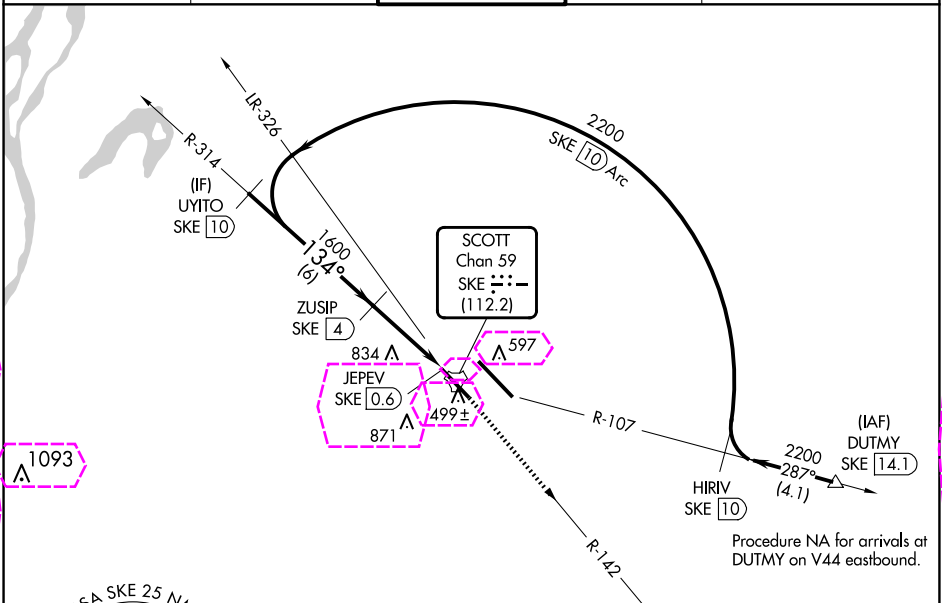 LR-326
R-314
2200
SKE 10 Arc
(IF)
UYITO
SKE 10
1600
134°
(6)
SCOTT
Chan 59
SKE
(112.2)
ZUSIP
SKE 4
834
597
JEPEV
SKE 0.6
499±
871
R-107
(IAF)
DUTMY
SKE 14.1
2200
287°
(4.1)
1093
HIRIV
SKE 10
Procedure NA for arrivals at
DUTMY on V44 eastbound.
R-142
SA SKE 25 N